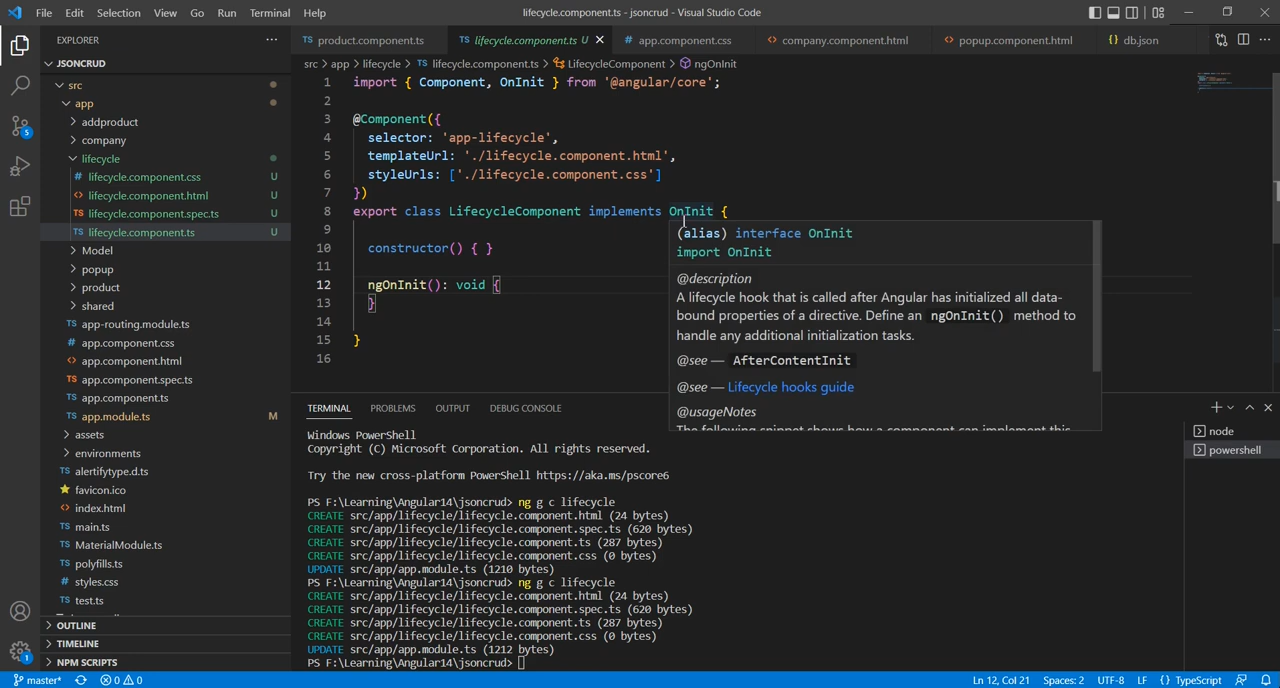 File Edit Selection View Go Run Terminal Help
lifecycle.component.ts - jsoncrud - Visual Studio Code
EXPLORER
product.component.ts
lifecycle.component.ts U
app.component.css
company.component.html
popup.component.html
db.json
JSONCRUD
src > app > lifecycle > TS lifecycle.component.ts > LifecycleComponent > ngOnInit
src
app
addproduct
company
lifecycle
lifecycle.component.css U
lifecycle.component.html U
lifecycle.component.spec.ts U
lifecycle.component.ts U
Model
popup
product
shared
app-routing.module.ts
app.component.css
app.component.html
app.component.spec.ts
app.component.ts
app.module.ts M
assets
environments
alertifytype.d.ts
favicon.ico
index.html
main.ts
MaterialModule.ts
polyfills.ts
styles.css
test.ts
OUTLINE
TIMELINE
NPM SCRIPTS
1 import { Component, OnInit } from '@angular/core';
2
3 @Component({
4 selector: 'app-lifecycle',
5 templateUrl: './lifecycle.component.html',
6 styleUrls: ['./lifecycle.component.css']
7 })
8 export class LifecycleComponent implements OnInit {
9
10 constructor() { }
11
12 ngOnInit(): void {
13 }
14
15 }
16
(alias) interface OnInit
import OnInit
@description
A lifecycle hook that is called after Angular has initialized all data-
bound properties of a directive. Define an ngOnInit() method to
handle any additional initialization tasks.
@see — AfterContentInit
@see — Lifecycle hooks guide
@usageNotes
The following snippet shows how a component can implement this
TERMINAL PROBLEMS OUTPUT DEBUG CONSOLE
node
powershell
Windows PowerShell
Copyright (C) Microsoft Corporation. All rights reserved.
Try the new cross-platform PowerShell https://aka.ms/pscore6
PS F:\Learning\Angular14\jsoncrud> ng g c lifecycle
CREATE src/app/lifecycle/lifecycle.component.html (24 bytes)
CREATE src/app/lifecycle/lifecycle.component.spec.ts (620 bytes)
CREATE src/app/lifecycle/lifecycle.component.ts (287 bytes)
CREATE src/app/lifecycle/lifecycle.component.css (0 bytes)
UPDATE src/app/app.module.ts (1210 bytes)
PS F:\Learning\Angular14\jsoncrud> ng g c lifecycle
CREATE src/app/lifecycle/lifecycle.component.html (24 bytes)
CREATE src/app/lifecycle/lifecycle.component.spec.ts (620 bytes)
CREATE src/app/lifecycle/lifecycle.component.ts (287 bytes)
CREATE src/app/lifecycle/lifecycle.component.css (0 bytes)
UPDATE src/app/app.module.ts (1212 bytes)
PS F:\Learning\Angular14\jsoncrud>
5
1
master* 0 0
Ln 12, Col 21 Spaces: 2 UTF-8 LF {} TypeScript